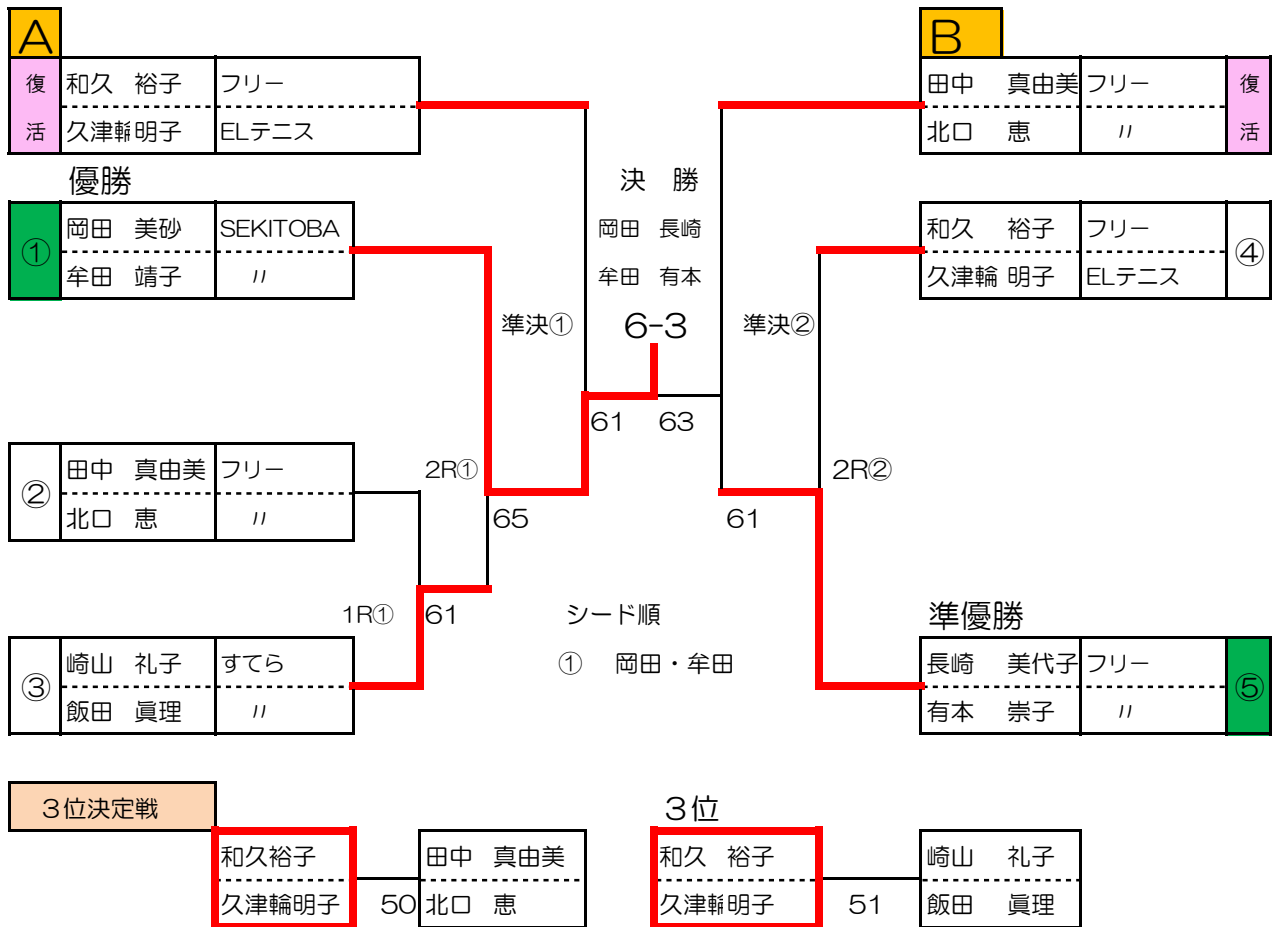 A
復活 和久 裕子 フリー
久津輪明子 ELテニス
B
田中 真由美 フリー 復活
北口 恵 〃
優勝
① 岡田 美砂 SEKITOBA
牟田 靖子 〃
決 勝
岡田 長崎
牟田 有本
6-3
和久 裕子 フリー ④
久津輪 明子 ELテニス
準決① 準決②
61 63
② 田中 真由美 フリー
北口 恵 〃
2R① 2R②
65 61
1R① 61
シード順
① 岡田・牟田
③ 崎山 礼子 すてら
飯田 眞理 〃
準優勝
長崎 美代子 フリー ⑤
有本 崇子 〃
３位決定戦
和久裕子 田中 真由美
久津輪明子 50 北口 恵
３位
和久 裕子 崎山 礼子
久津輪明子 51 飯田 眞理